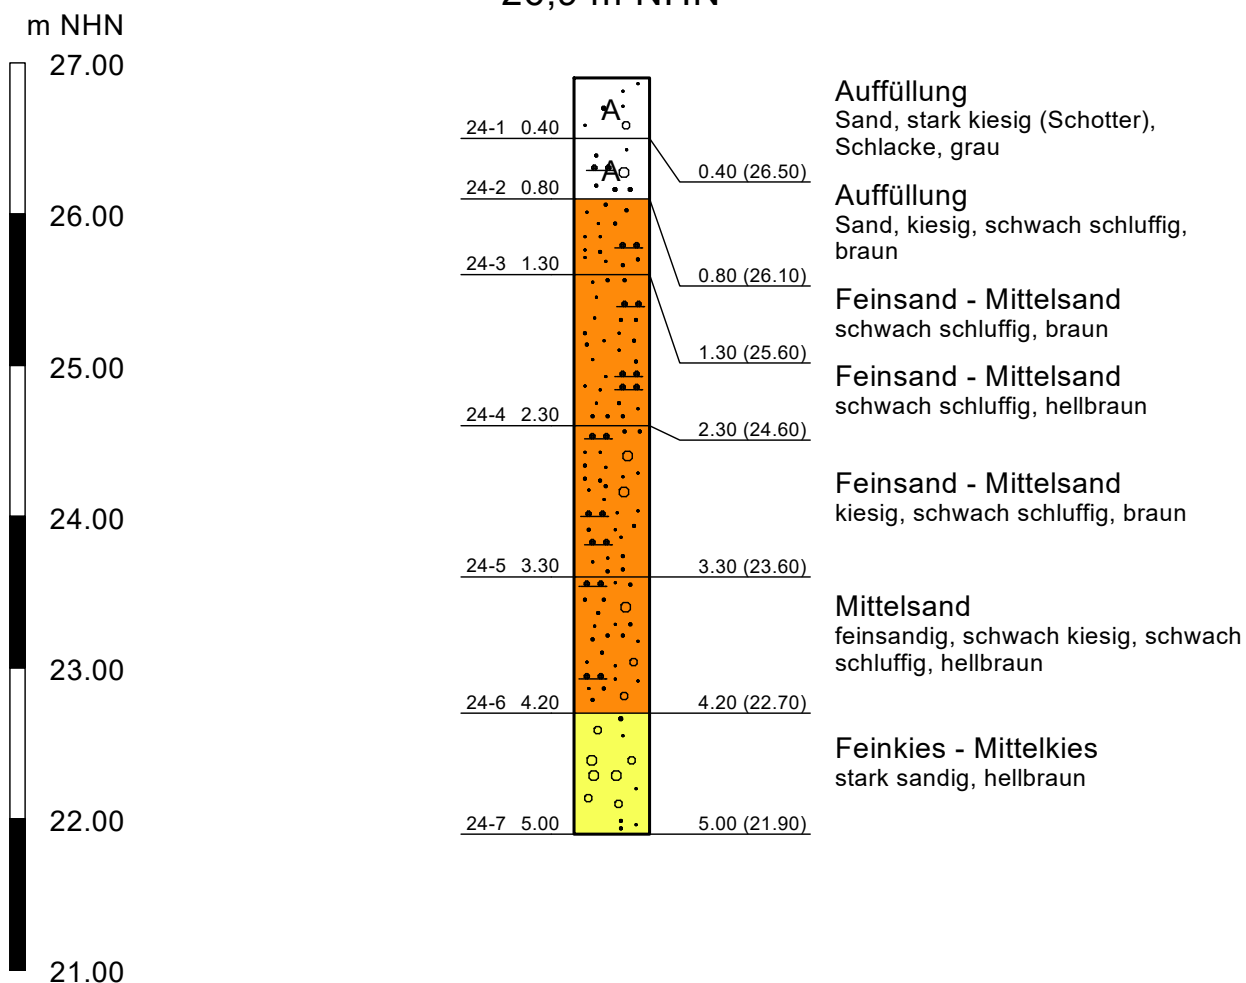 m NHN
27.00
26.00
25.00
24.00
23.00
22.00
21.00
24-1 0.40
24-2 0.80
24-3 1.30
24-4 2.30
24-5 3.30
24-6 4.20
24-7 5.00
A
A
0.40 (26.50)
0.80 (26.10)
1.30 (25.60)
2.30 (24.60)
3.30 (23.60)
4.20 (22.70)
5.00 (21.90)
Auffüllung
Sand, stark kiesig (Schotter),
Schlacke, grau
Auffüllung
Sand, kiesig, schwach schluffig,
braun
Feinsand - Mittelsand
schwach schluffig, braun
Feinsand - Mittelsand
schwach schluffig, hellbraun
Feinsand - Mittelsand
kiesig, schwach schluffig, braun
Mittelsand
feinsandig, schwach kiesig, schwach
schluffig, hellbraun
Feinkies - Mittelkies
stark sandig, hellbraun